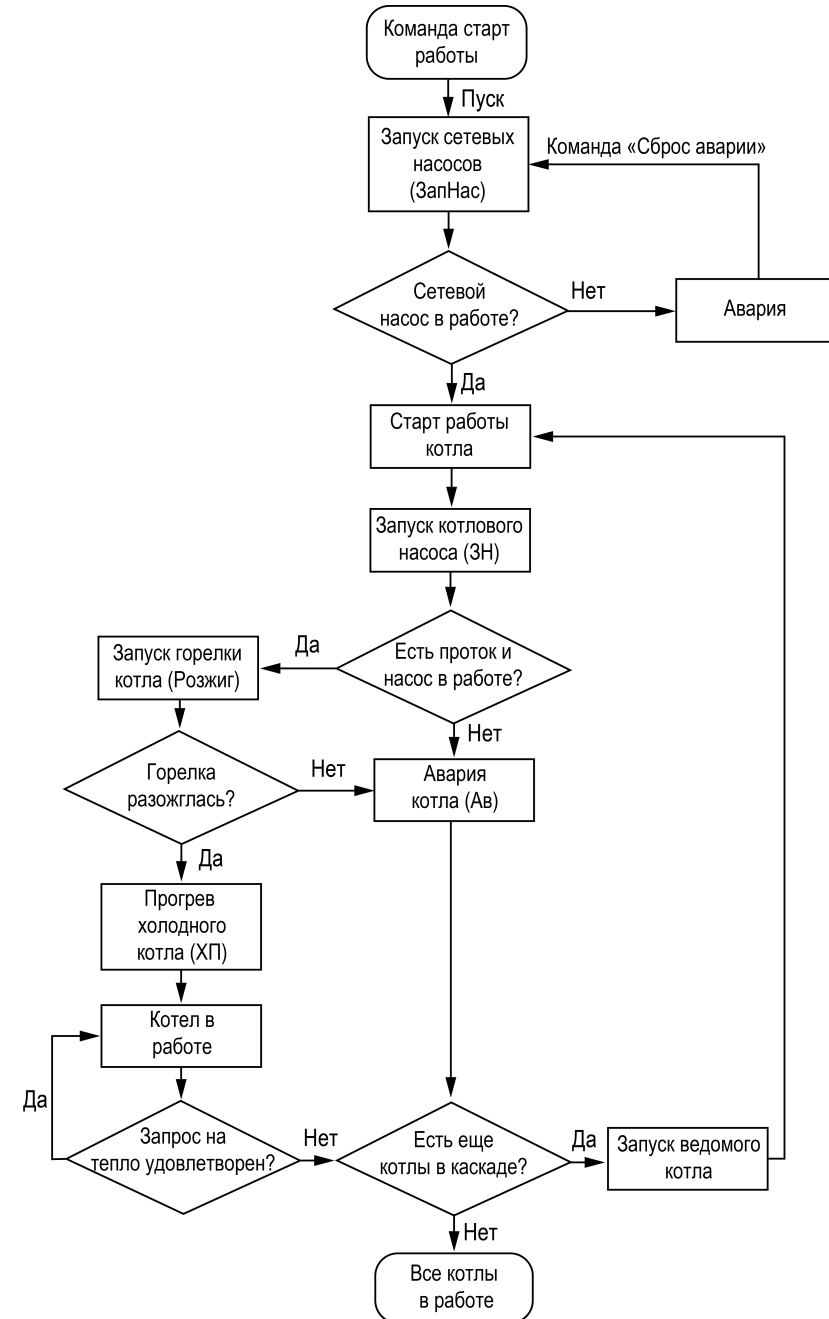 Команда старт
работы
Пуск
Запуск сетевых
насосов
(ЗапНас)
Команда «Сброс аварии»
Сетевой
насос в работе?
Нет
Авария
Да
Старт работы
котла
Запуск котлового
насоса (ЗН)
Есть проток и
насос в работе?
Да
Запуск горелки
котла (Розжиг)
Нет
Горелка
разожглась?
Нет
Авария
котла (Ав)
Да
Прогрев
холодного
котла (ХП)
Котел в
работе
Да
Запрос на
тепло удовлетворен?
Нет
Есть еще
котлы в каскаде?
Да
Запуск ведомого
котла
Нет
Все котлы
в работе